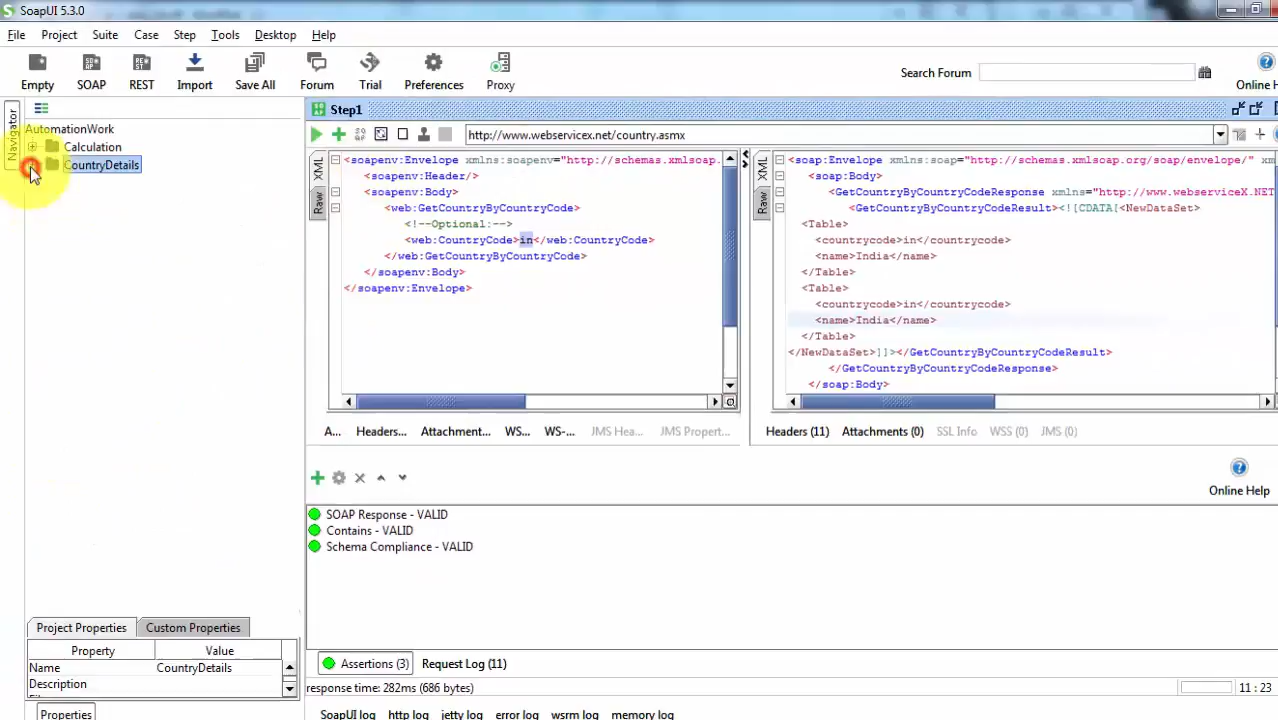 SoapUI 5.3.0
File Project Suite Case Step Tools Desktop Help
Empty SOAP REST Import Save All Forum Trial Preferences Proxy
Search Forum
Online He
Navigator
AutomationWork
Calculation
CountryDetails
Step1
http://www.webservicex.net/country.asmx
XML
Raw
<soapenv:Envelope xmlns:soapenv="http://schemas.xmlsoap.
<soapenv:Header/>
<soapenv:Body>
<web:GetCountryByCountryCode>
<!--Optional:-->
<web:CountryCode>in</web:CountryCode>
</web:GetCountryByCountryCode>
</soapenv:Body>
</soapenv:Envelope>
A... Headers... Attachment... WS... WS-... JMS Hea... JMS Propert...
XML
Raw
<soap:Envelope xmlns:soap="http://schemas.xmlsoap.org/soap/envelope/"
<soap:Body>
<GetCountryByCountryCodeResponse xmlns="http://www.webserviceX.NET
<GetCountryByCountryCodeResult><![CDATA[<NewDataSet>
<Table>
<countrycode>in</countrycode>
<name>India</name>
</Table>
<Table>
<countrycode>in</countrycode>
<name>India</name>
</Table>
</NewDataSet>]]></GetCountryByCountryCodeResult>
</GetCountryByCountryCodeResponse>
</soap:Body>
Headers (11) Attachments (0) SSL Info WSS (0) JMS (0)
Online Help
SOAP Response - VALID
Contains - VALID
Schema Compliance - VALID
Assertions (3) Request Log (11)
response time: 282ms (686 bytes)
11 : 23
Project Properties Custom Properties
Property Value
Name CountryDetails
Description
Properties
SoapUI log http log jetty log error log wsrm log memory log